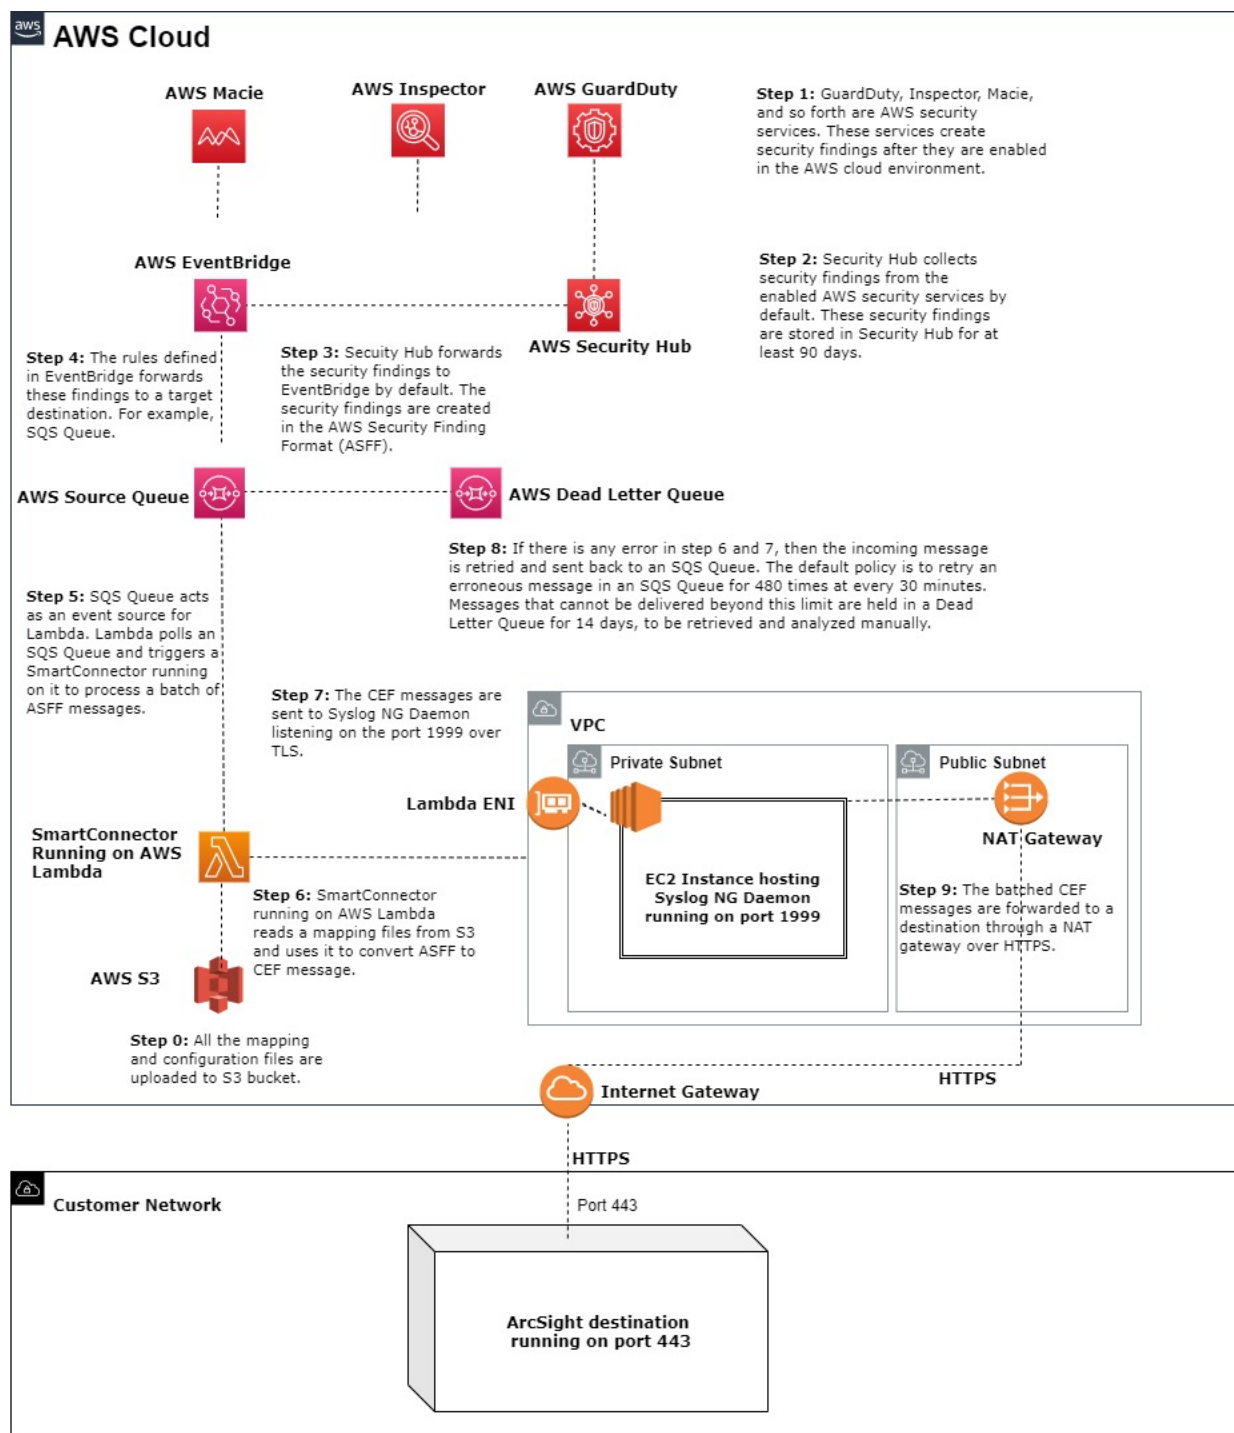 aws
AWS Cloud
AWS Macie
AWS Inspector
AWS GuardDuty
Step 1: GuardDuty, Inspector, Macie,
and so forth are AWS security
services. These services create
security findings after they are enabled
in the AWS cloud environment.
AWS EventBridge
AWS Security Hub
Step 2: Security Hub collects
security findings from the
enabled AWS security services by
default. These security findings
are stored in Security Hub for at
least 90 days.
Step 3: Secuity Hub forwards
the security findings to
EventBridge by default. The
security findings are created
in the AWS Security Finding
Format (ASFF).
Step 4: The rules defined
in EventBridge forwards
these findings to a target
destination. For example,
SQS Queue.
AWS Source Queue
AWS Dead Letter Queue
Step 8: If there is any error in step 6 and 7, then the incoming message
is retried and sent back to an SQS Queue. The default policy is to retry an
erroneous message in an SQS Queue for 480 times at every 30 minutes.
Messages that cannot be delivered beyond this limit are held in a Dead
Letter Queue for 14 days, to be retrieved and analyzed manually.
Step 5: SQS Queue acts
as an event source for
Lambda. Lambda polls an
SQS Queue and triggers a
SmartConnector running
on it to process a batch of
ASFF messages.
Step 7: The CEF messages are
sent to Syslog NG Daemon
listening on the port 1999 over
TLS.
VPC
Private Subnet
Public Subnet
Lambda ENI
NAT Gateway
SmartConnector
Running on AWS
Lambda
EC2 Instance hosting
Syslog NG Daemon
running on port 1999
Step 9: The batched CEF
messages are forwarded to a
destination through a NAT
gateway over HTTPS.
Step 6: SmartConnector
running on AWS Lambda
reads a mapping files from S3
and uses it to convert ASFF to
CEF message.
AWS S3
Step 0: All the mapping
and configuration files are
uploaded to S3 bucket.
HTTPS
Internet Gateway
HTTPS
Customer Network
Port 443
ArcSight destination
running on port 443